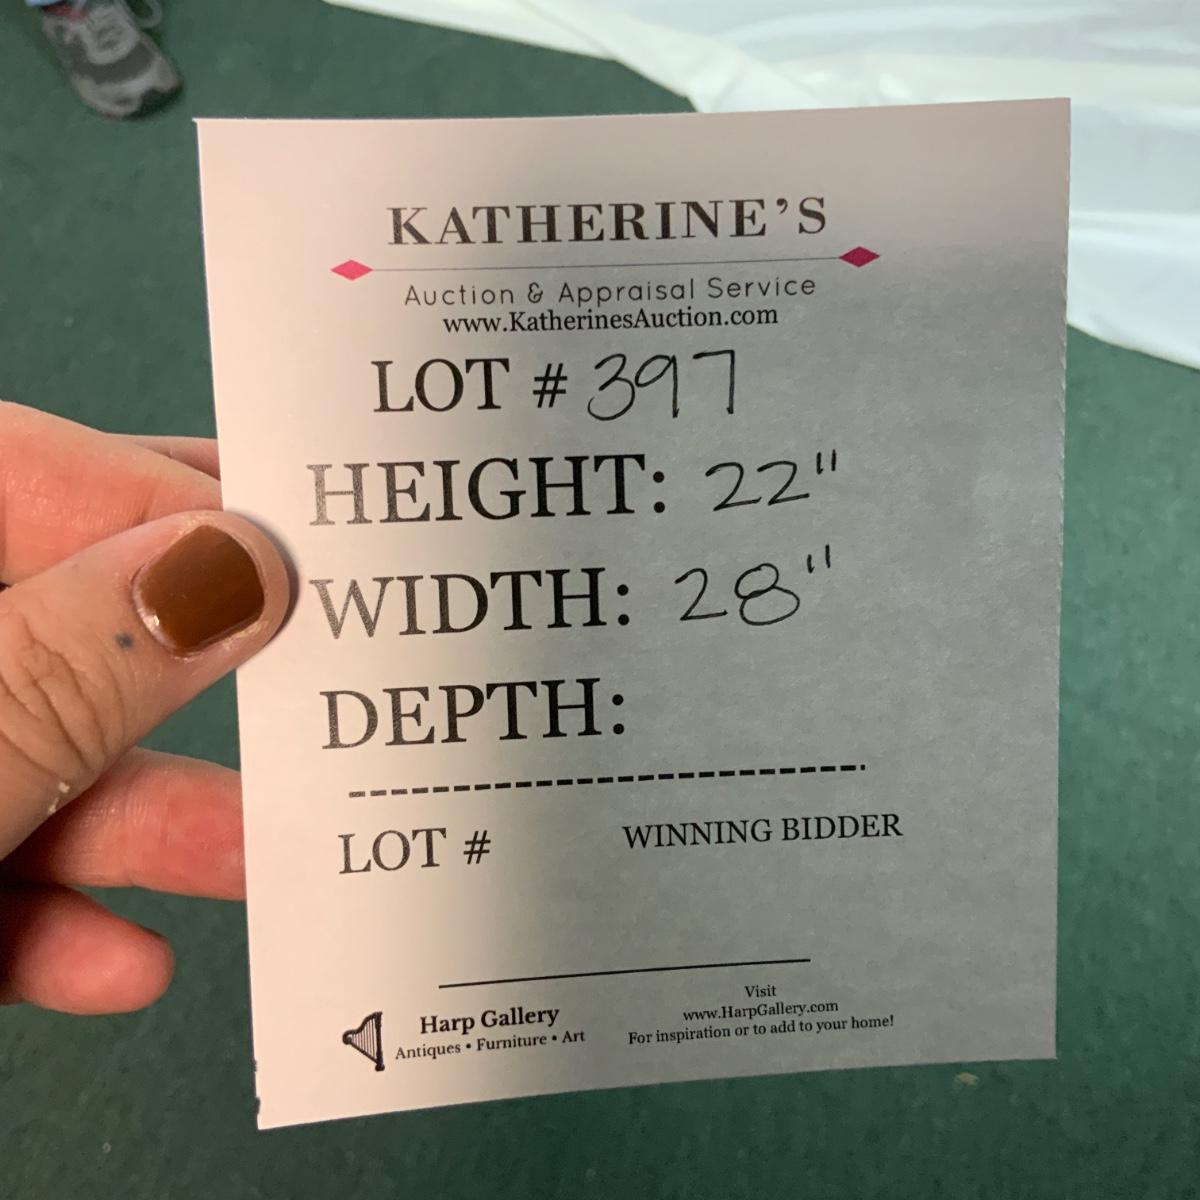 KATHERINE'S
Auction & Appraisal Service
www.KatherinesAuction.com
LOT # 397
HEIGHT: 22"
WIDTH: 28"
DEPTH:
LOT # WINNING BIDDER
Harp Gallery
Antiques • Furniture • Art
Visit
www.HarpGallery.com
For inspiration or to add to your home!